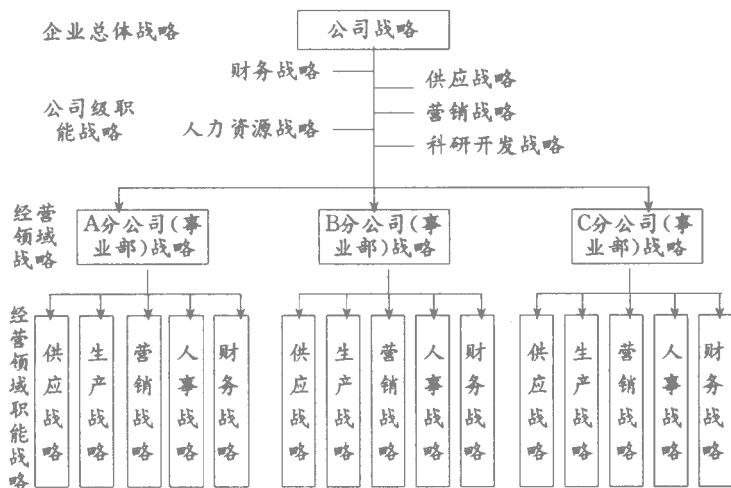 企业总体战略
公司战略
财务战略
供应战略
公司级职
能战略
营销战略
人力资源战略
科研开发战略
经营
领域
战略
A分公司(事
业部)战略
B分公司(事
业部)战略
C分公司(事
业部)战略
经营领域职能战略
供应战略
生产战略
营销战略
人事战略
财务战略
供应战略
生产战略
营销战略
人事战略
财务战略
供应战略
生产战略
营销战略
人事战略
财务战略